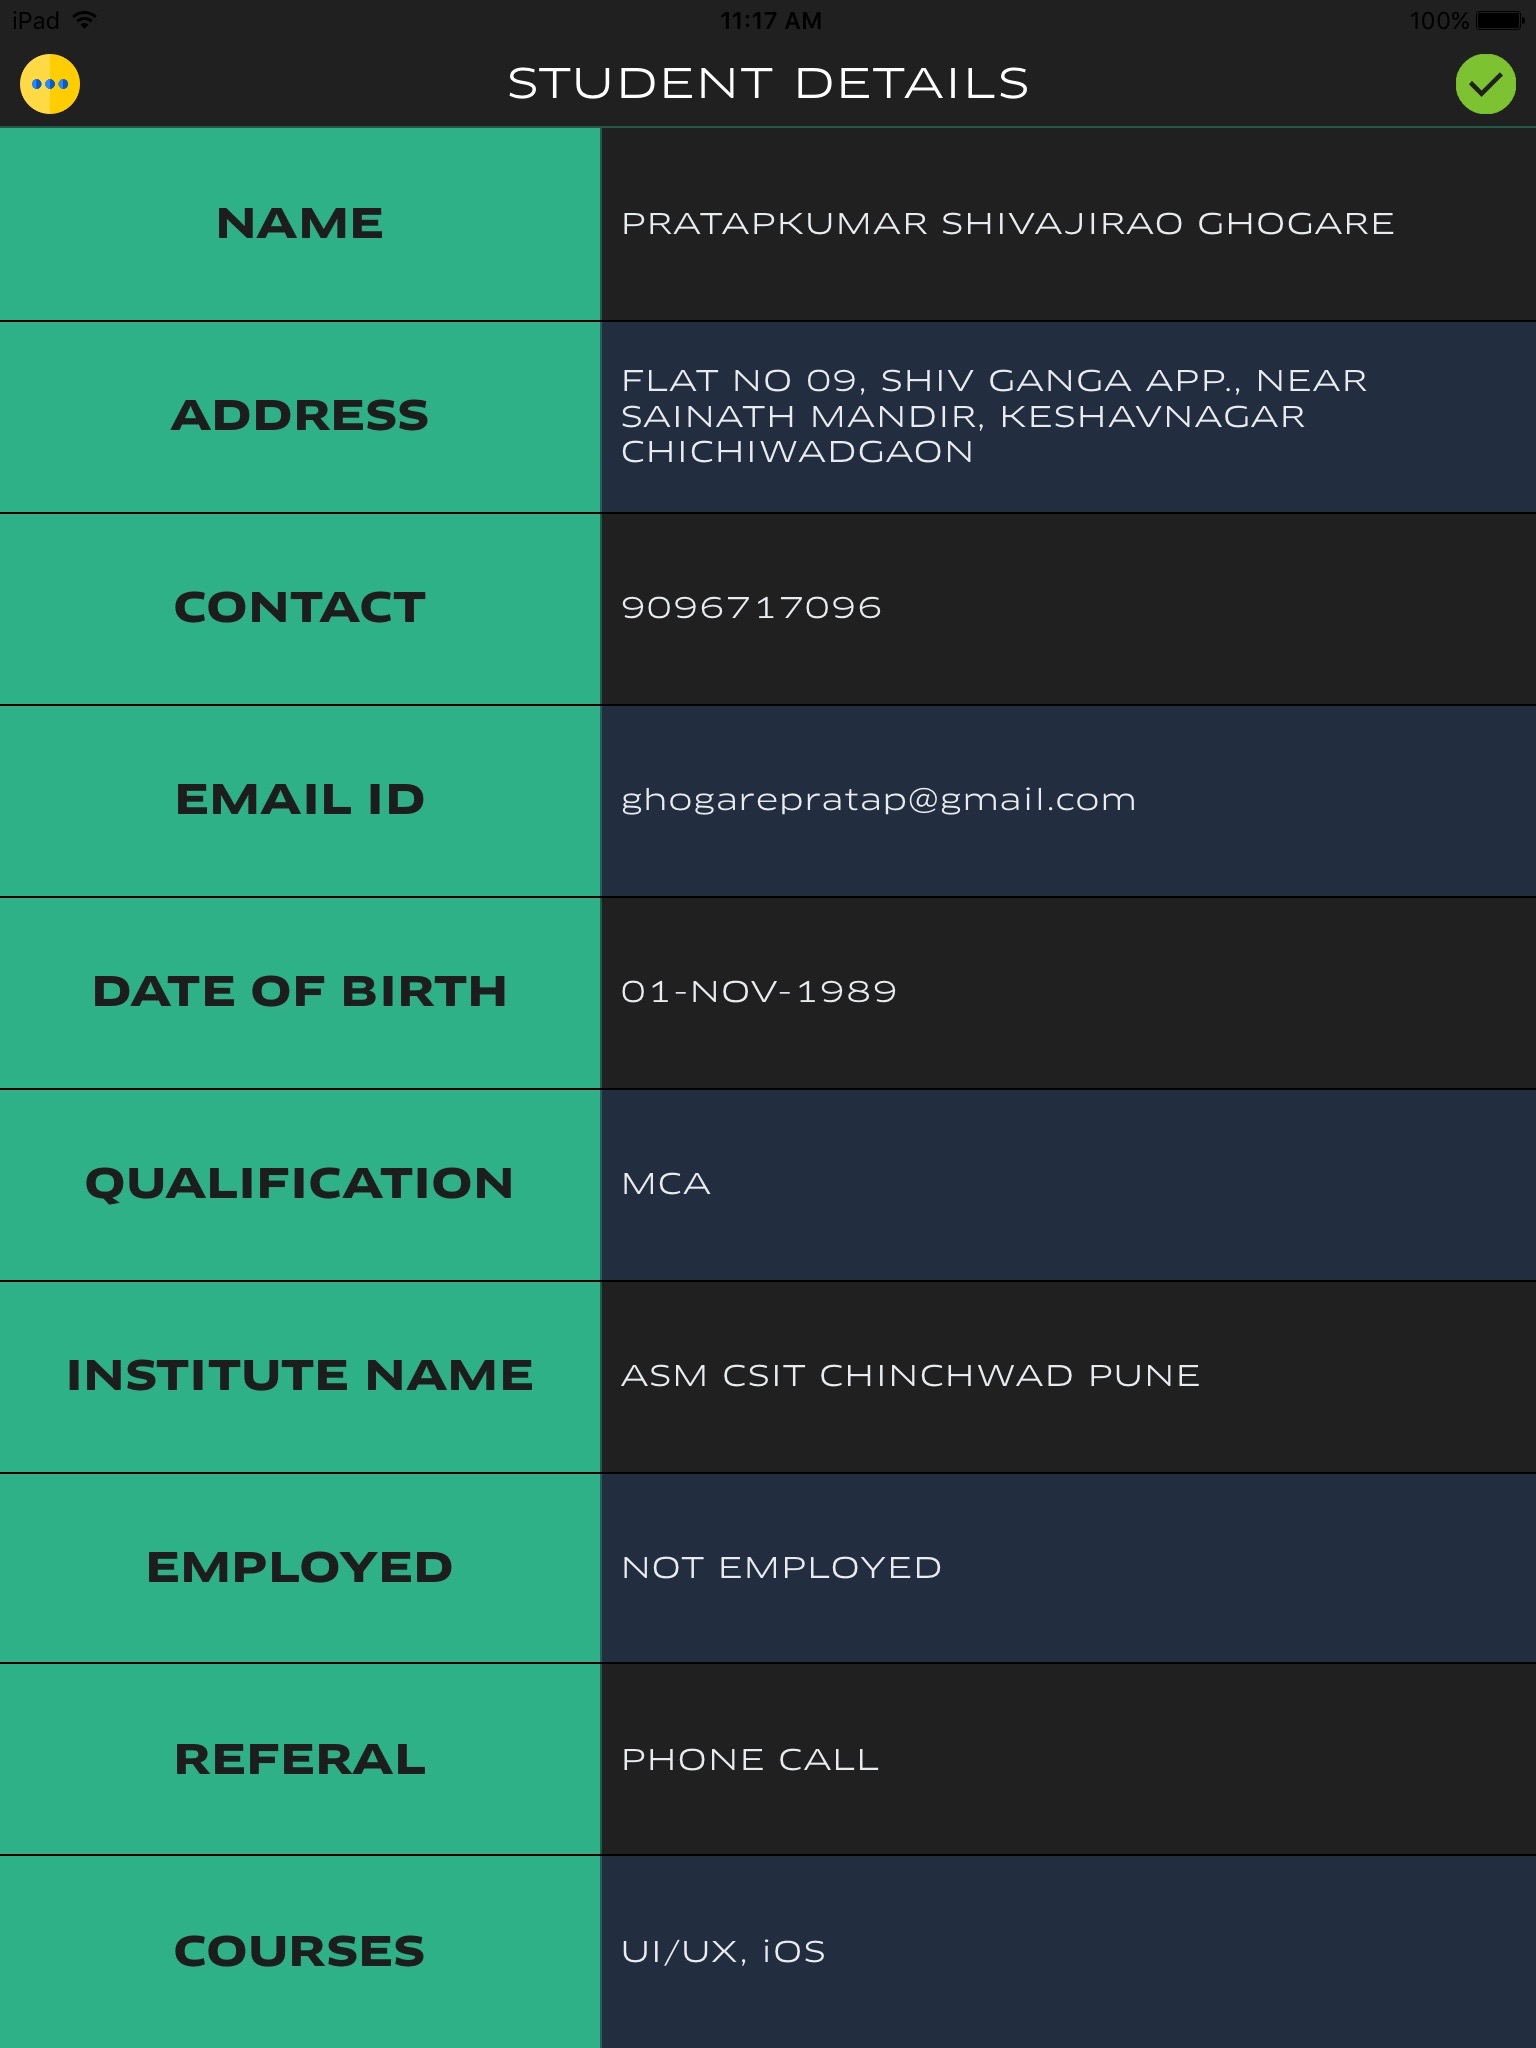 iPad 11:17 AM 100%
STUDENT DETAILS
NAME PRATAPKUMAR SHIVAJIRAO GHOGARE
ADDRESS
FLAT NO 09, SHIV GANGA APP., NEAR
SAINATH MANDIR, KESHAVNAGAR
CHICHIWADGAON
CONTACT 9096717096
EMAIL ID ghogarepratap@gmail.com
DATE OF BIRTH 01-NOV-1989
QUALIFICATION MCA
INSTITUTE NAME ASM CSIT CHINCHWAD PUNE
EMPLOYED NOT EMPLOYED
REFERAL PHONE CALL
COURSES UI/UX, iOS